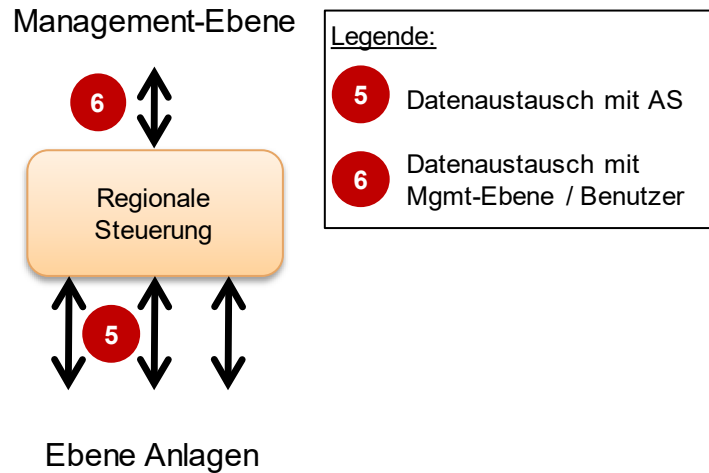 Management-Ebene
6
Regionale
Steuerung
5
Ebene Anlagen
Legende:
5 Datenaustausch mit AS
6 Datenaustausch mit
Mgmt-Ebene / Benutzer